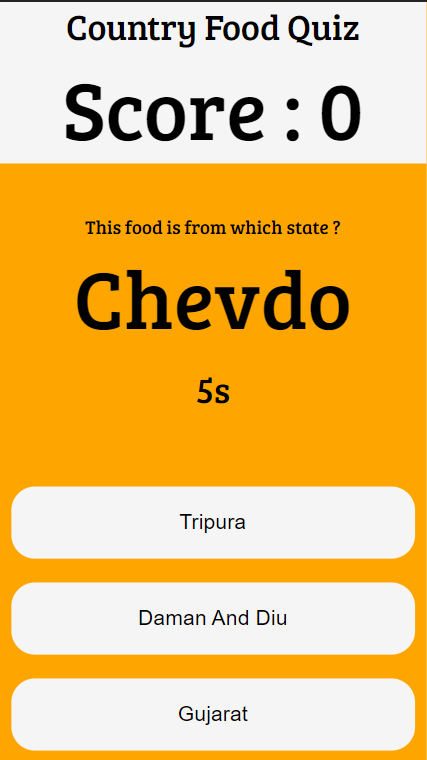 Country Food Quiz
Score : 0
This food is from which state ?
Chevdo
5s
Tripura
Daman And Diu
Gujarat